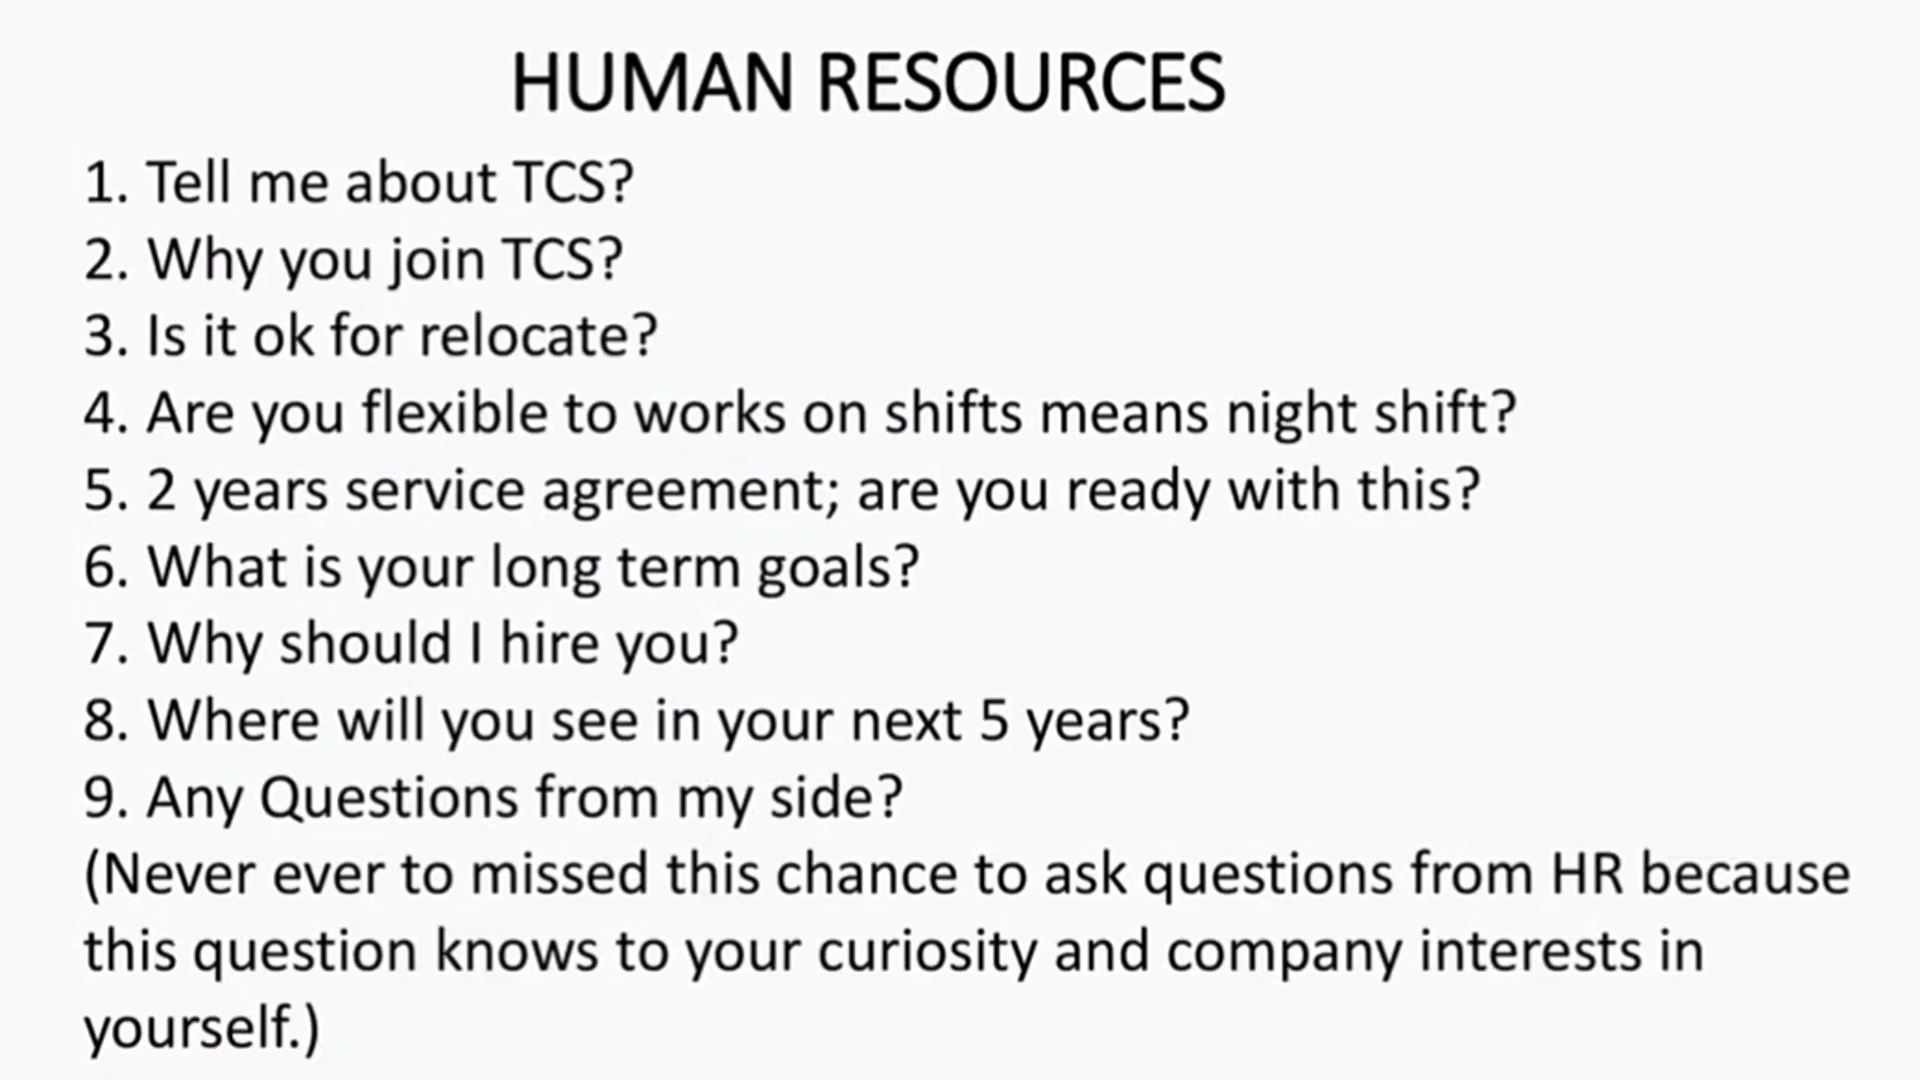 HUMAN RESOURCES
1. Tell me about TCS?
2. Why you join TCS?
3. Is it ok for relocate?
4. Are you flexible to works on shifts means night shift?
5. 2 years service agreement; are you ready with this?
6. What is your long term goals?
7. Why should I hire you?
8. Where will you see in your next 5 years?
9. Any Questions from my side?
(Never ever to missed this chance to ask questions from HR because
this question knows to your curiosity and company interests in
yourself.)